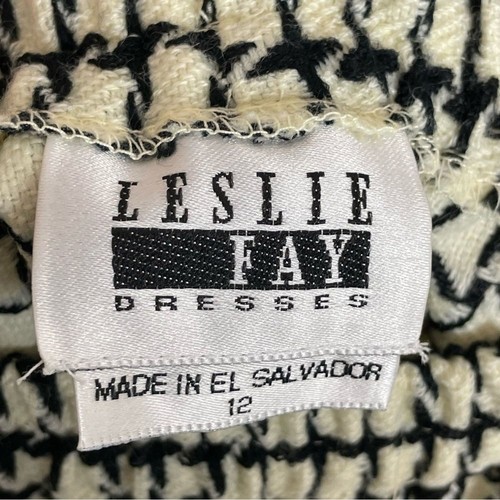 LESLIE
FAY
DRESSES
MADE IN EL SALVADOR
12